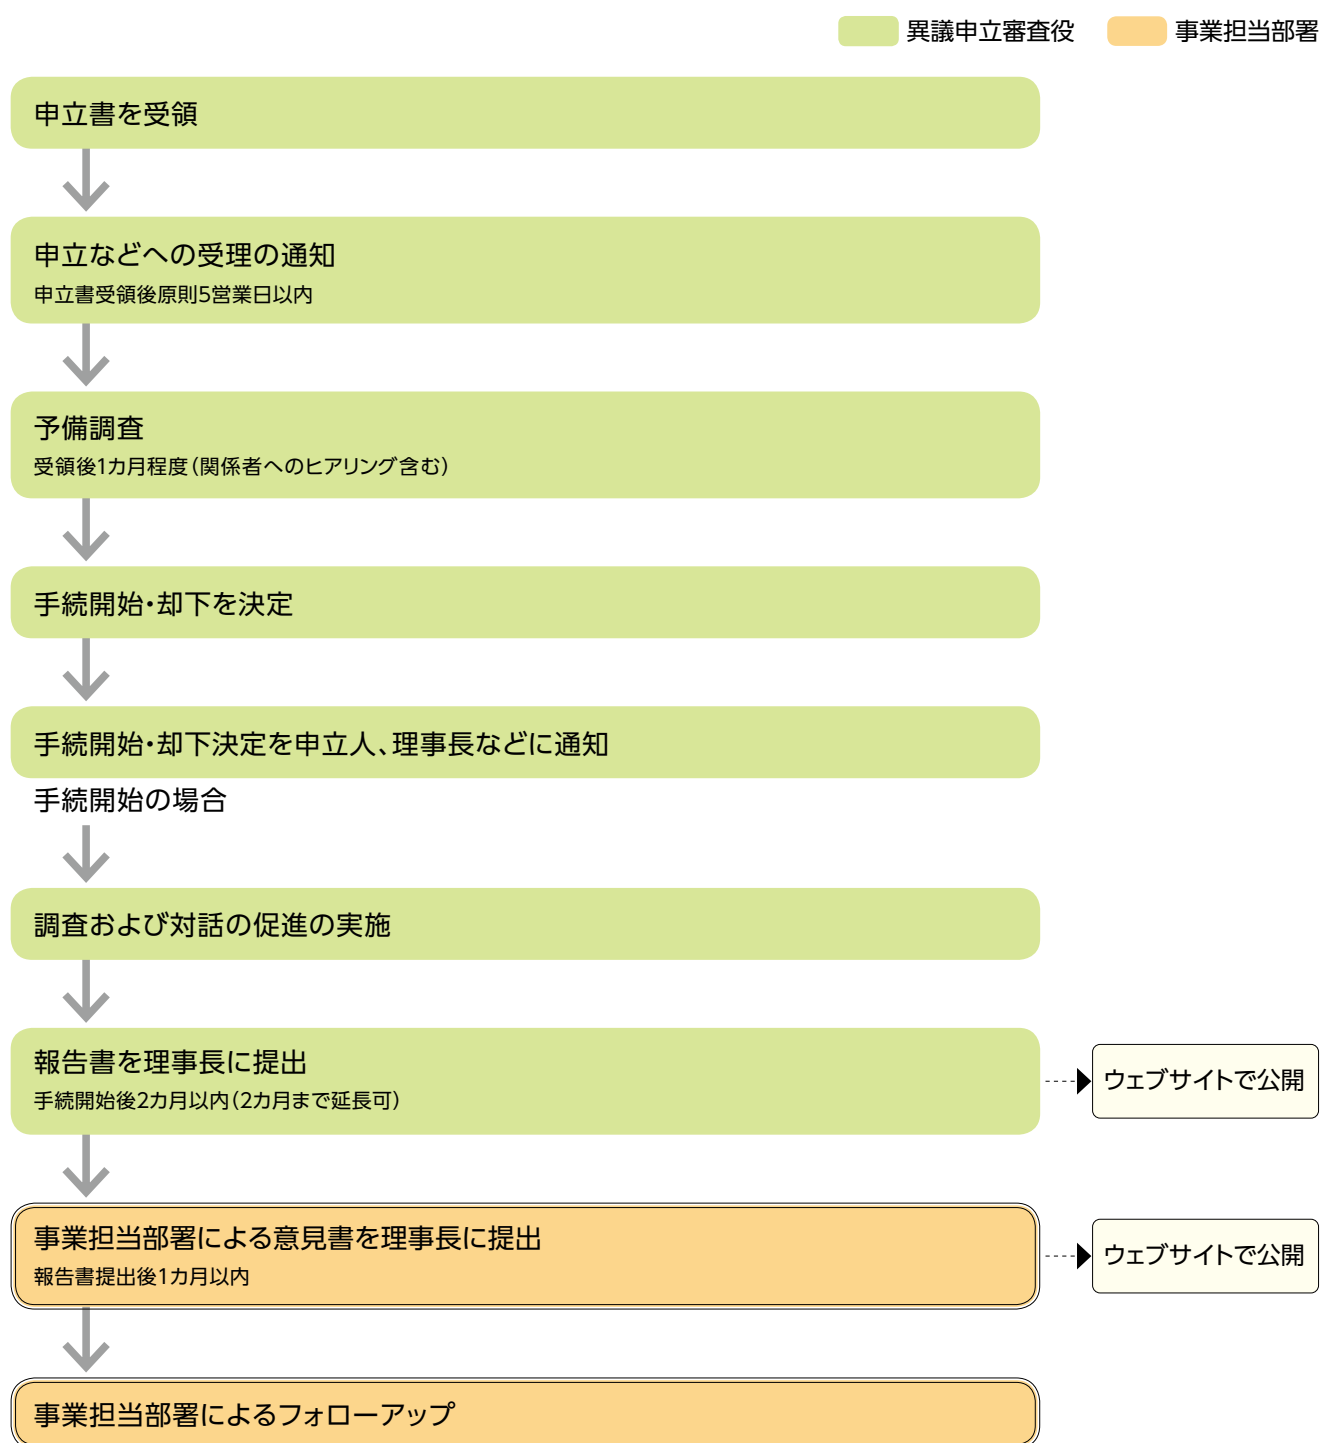 異議申立審査役
事業担当部署
申立書を受領
申立などへの受理の通知
申立書受領後原則5営業日以内
予備調査
受領後1カ月程度(関係者へのヒアリング含む)
手続開始・却下を決定
手続開始・却下決定を申立人、理事長などに通知
手続開始の場合
調査および対話の促進の実施
報告書を理事長に提出
手続開始後2カ月以内(2カ月まで延長可)
ウェブサイトで公開
事業担当部署による意見書を理事長に提出
報告書提出後1カ月以内
ウェブサイトで公開
事業担当部署によるフォローアップ